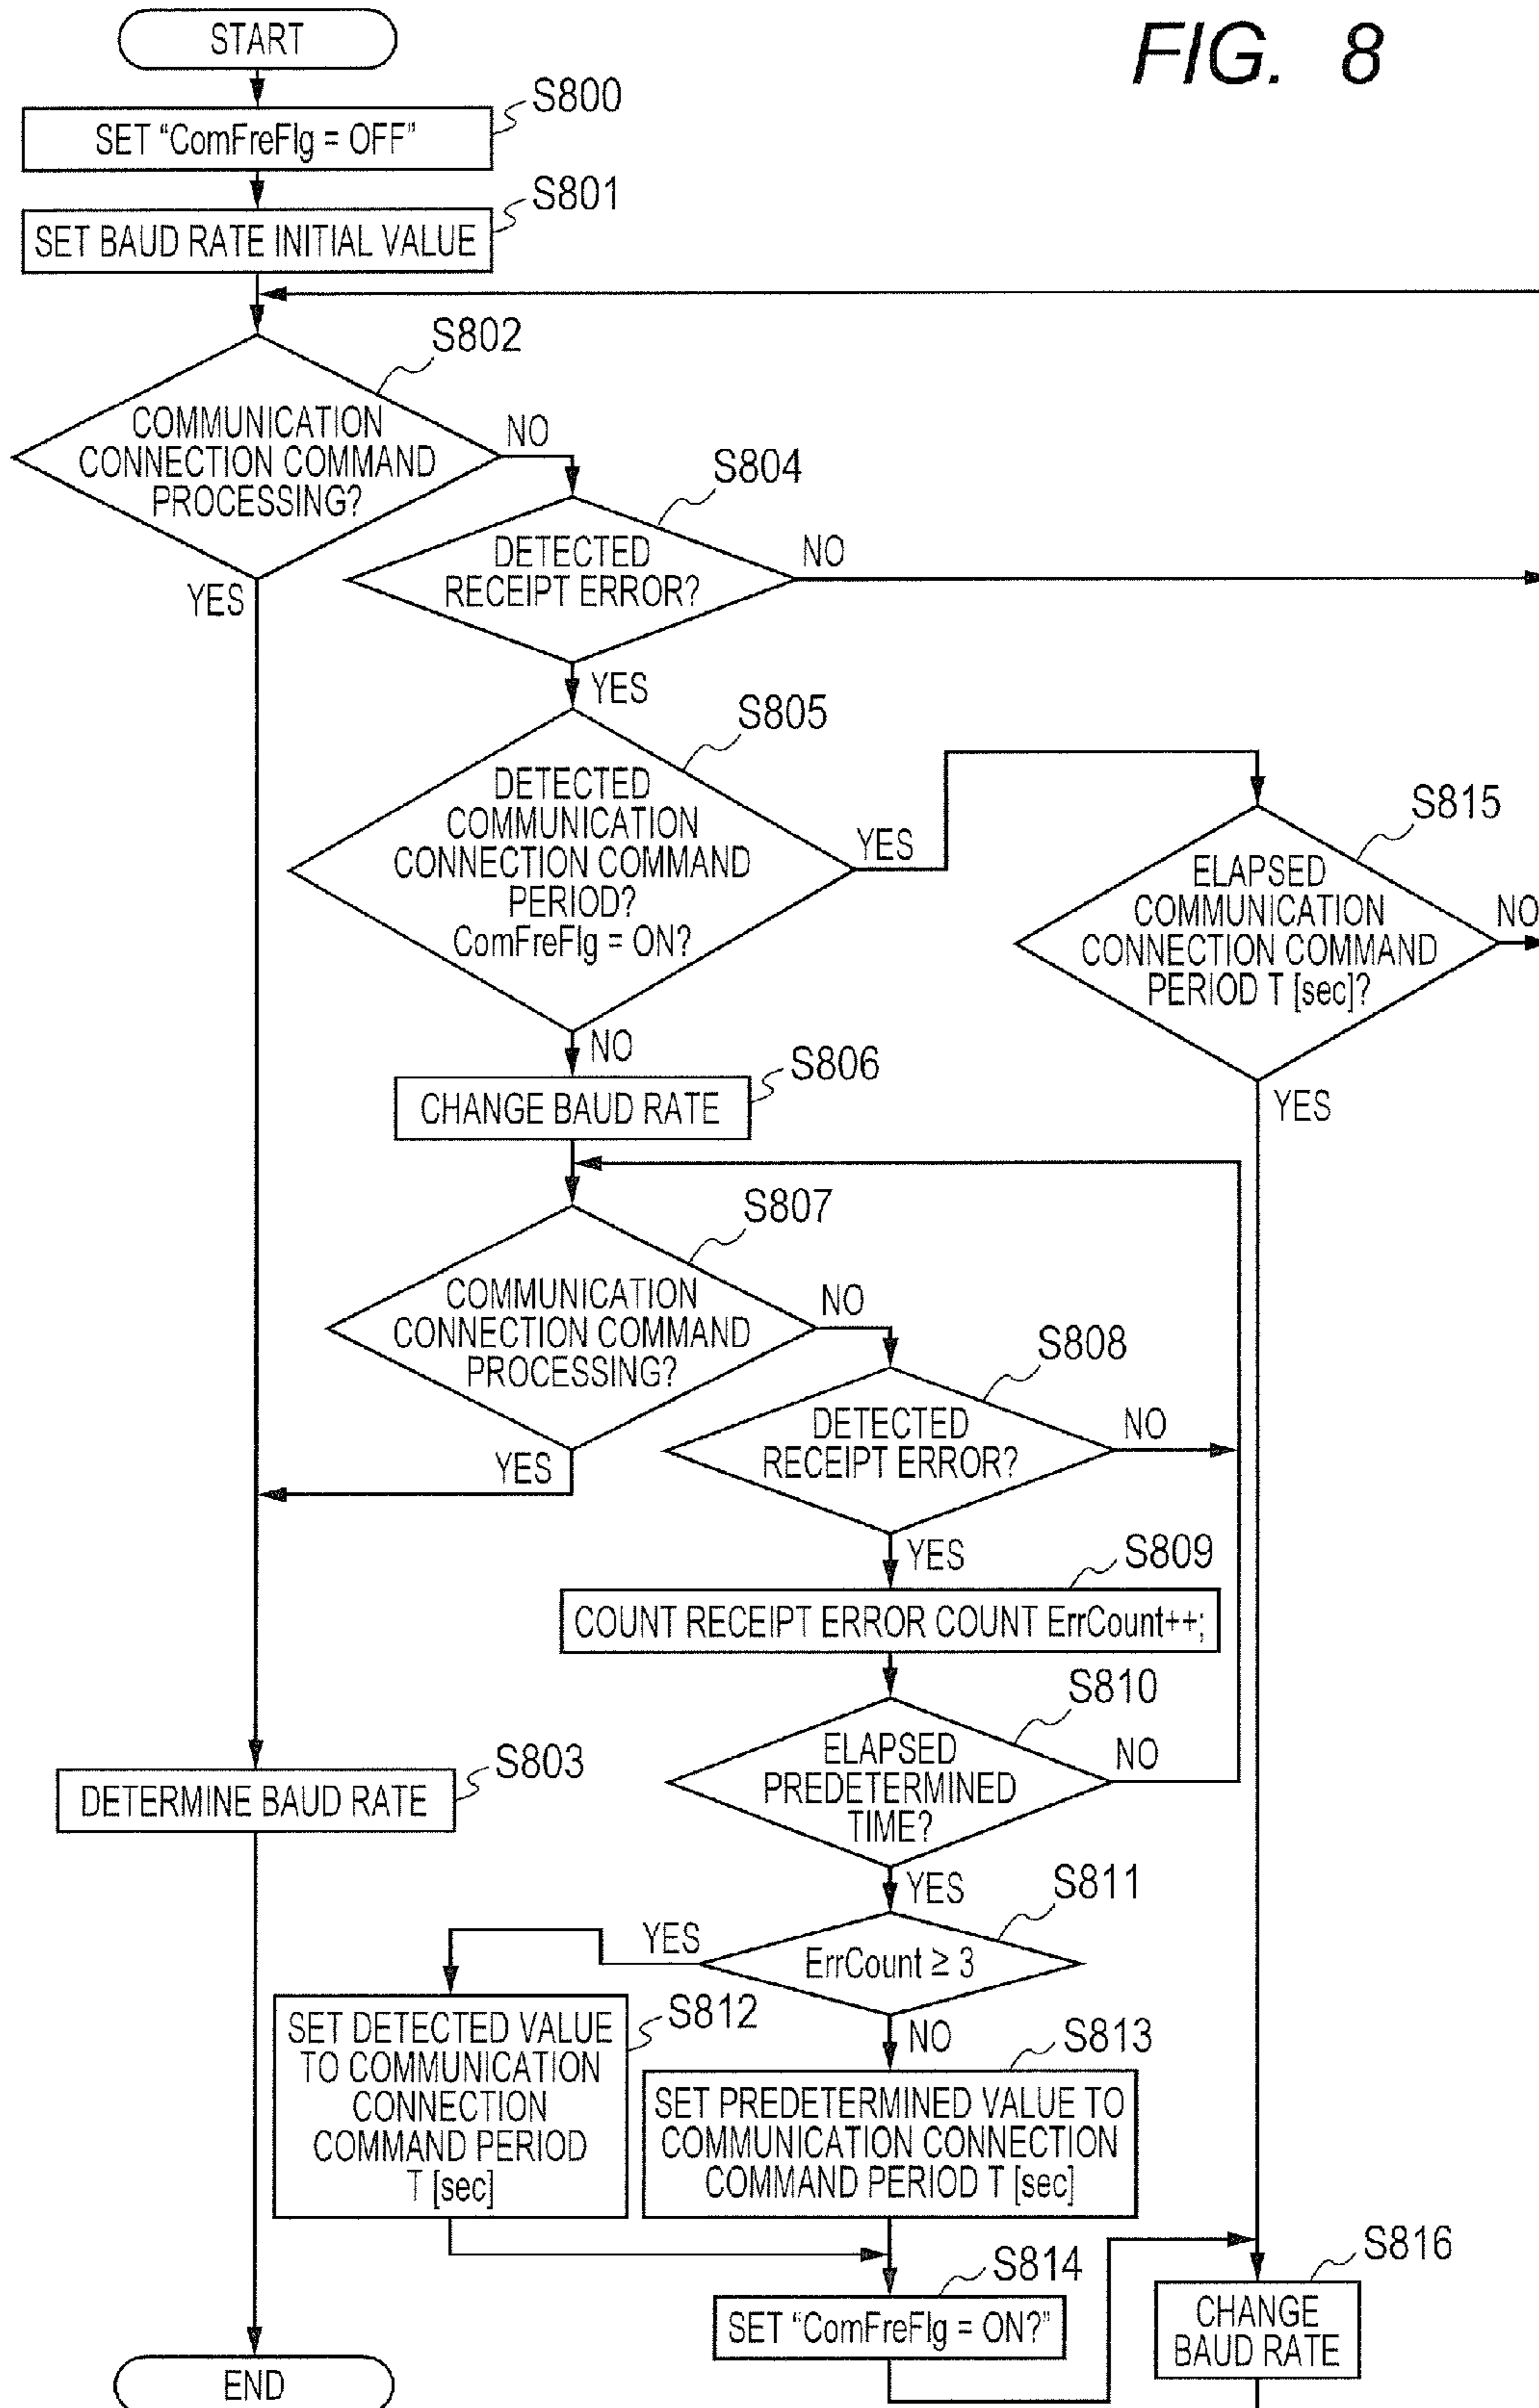 FIG. 8
START
S800
SET “ComFreFlg = OFF”
S801
SET BAUD RATE INITIAL VALUE
S802
COMMUNICATION
CONNECTION COMMAND
PROCESSING?
NO
YES
S804
DETECTED
RECEIPT ERROR?
NO
YES
S805
DETECTED
COMMUNICATION
CONNECTION COMMAND
PERIOD?
ComFreFlg = ON?
YES
NO
S815
ELAPSED
COMMUNICATION
CONNECTION COMMAND
PERIOD T [sec]?
NO
YES
S806
CHANGE BAUD RATE
S807
COMMUNICATION
CONNECTION COMMAND
PROCESSING?
NO
YES
S808
DETECTED
RECEIPT ERROR?
NO
YES
S809
COUNT RECEIPT ERROR COUNT ErrCount++;
S810
ELAPSED
PREDETERMINED
TIME?
NO
YES
S803
DETERMINE BAUD RATE
S811
ErrCount ≥ 3
YES
NO
S812
SET DETECTED VALUE
TO COMMUNICATION
CONNECTION
COMMAND PERIOD
T [sec]
S813
SET PREDETERMINED VALUE TO
COMMUNICATION CONNECTION
COMMAND PERIOD T [sec]
S814
SET “ComFreFlg = ON?”
S816
CHANGE
BAUD RATE
END